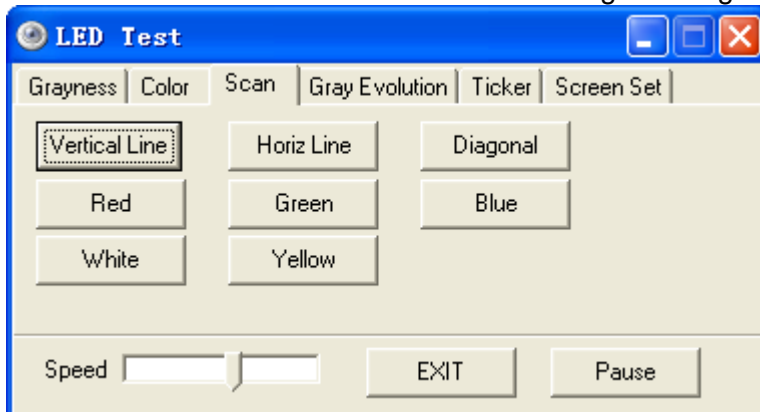 LED Test
Grayness Color Scan Gray Evolution Ticker Screen Set
Vertical Line Horiz Line Diagonal
Red Green Blue
White Yellow
Speed EXIT Pause